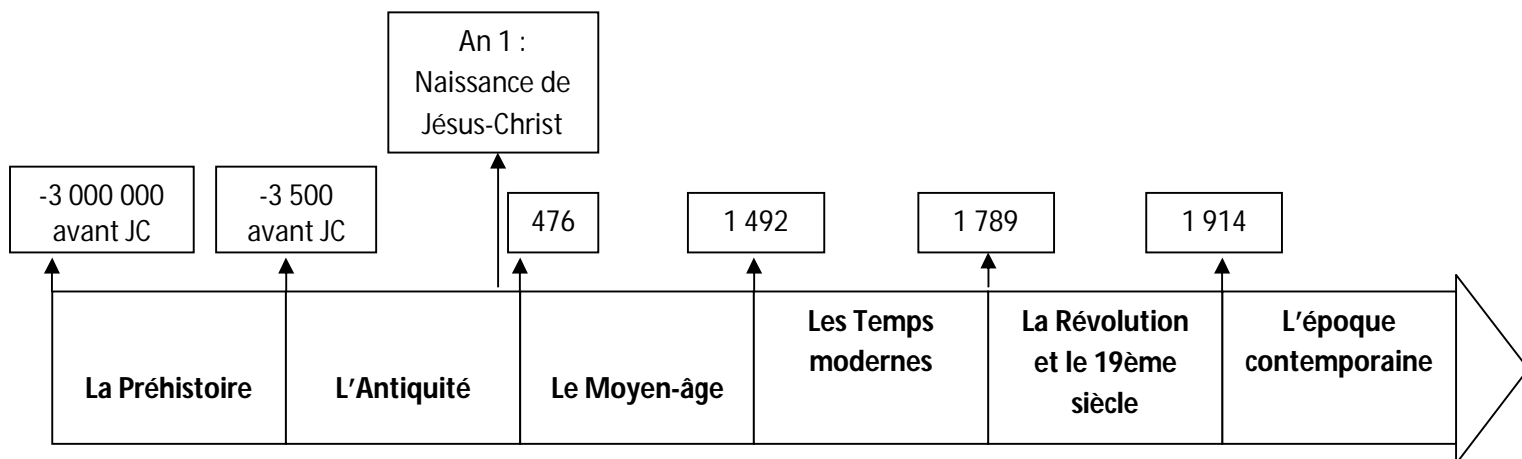 An 1 :
Naissance de
Jésus-Christ
-3 000 000
avant JC
-3 500
avant JC
476
1 492
1 789
1 914
La Préhistoire
L'Antiquité
Le Moyen-âge
Les Temps
modernes
La Révolution
et le 19ème
siècle
L'époque
contemporaine